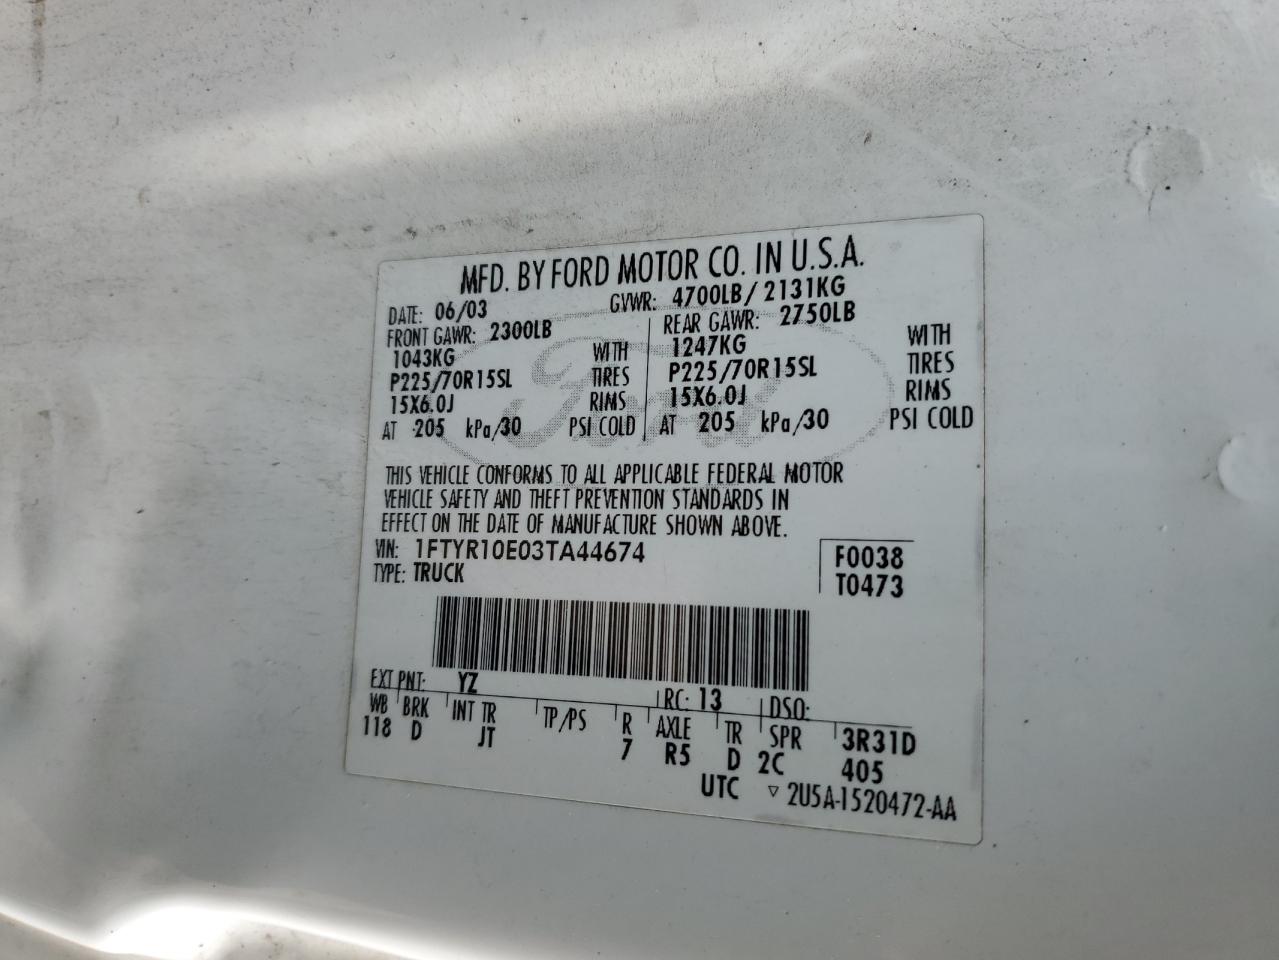 MFD. BY FORD MOTOR CO. IN U.S.A.
DATE: 06/03 GVWR: 4700LB/ 2131KG
FRONT GAWR: 2300LB REAR GAWR: 2750LB
1043KG WITH 1247KG WITH
P225/70R15SL TIRES P225/70R15SL TIRES
15X6.0J RIMS 15X6.0J RIMS
AT 205 kPa/30 PSI COLD AT 205 kPa/30 PSI COLD
THIS VEHICLE CONFORMS TO ALL APPLICABLE FEDERAL MOTOR
VEHICLE SAFETY AND THEFT PREVENTION STANDARDS IN
EFFECT ON THE DATE OF MANUFACTURE SHOWN ABOVE.
VIN: 1FTYR10E03TA44674 F0038
TYPE: TRUCK T0473
EXT PNT: YZ RC: 13 DSO:
WB BRK INT TR TP/PS R AXLE TR SPR 3R31D
118 D JT 7 R5 D 2C 405
UTC ▽ 2U5A-1520472-AA
Ford